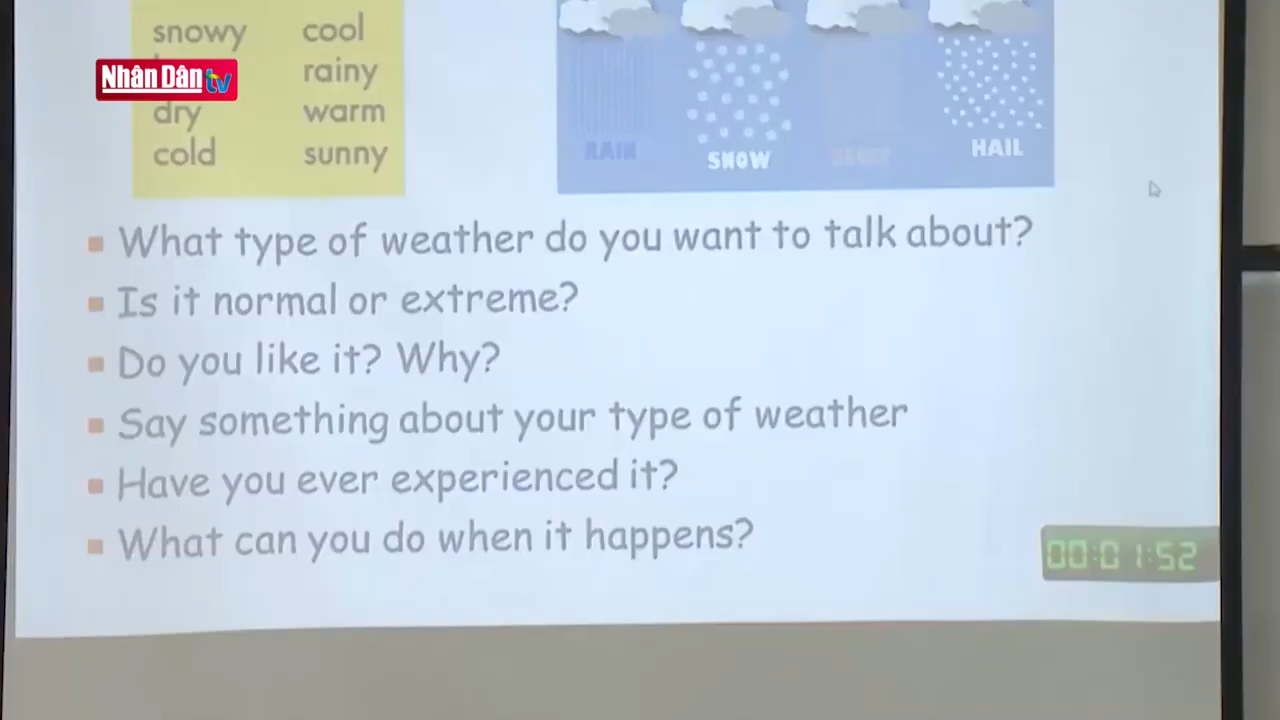 snowy cool
Nhân Dân tv
rainy
dry warm
cold sunny
RAIN SNOW HAIL
What type of weather do you want to talk about?
Is it normal or extreme?
Do you like it? Why?
Say something about your type of weather
Have you ever experienced it?
What can you do when it happens?
00:01:52